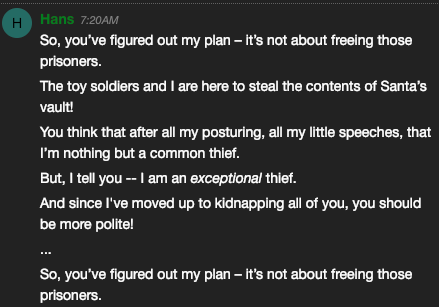 H
Hans 7:20AM
So, you've figured out my plan – it's not about freeing those
prisoners.
The toy soldiers and I are here to steal the contents of Santa's
vault!
You think that after all my posturing, all my little speeches, that
I'm nothing but a common thief.
But, I tell you -- I am an exceptional thief.
And since I've moved up to kidnapping all of you, you should
be more polite!
...
So, you've figured out my plan – it's not about freeing those
prisoners.